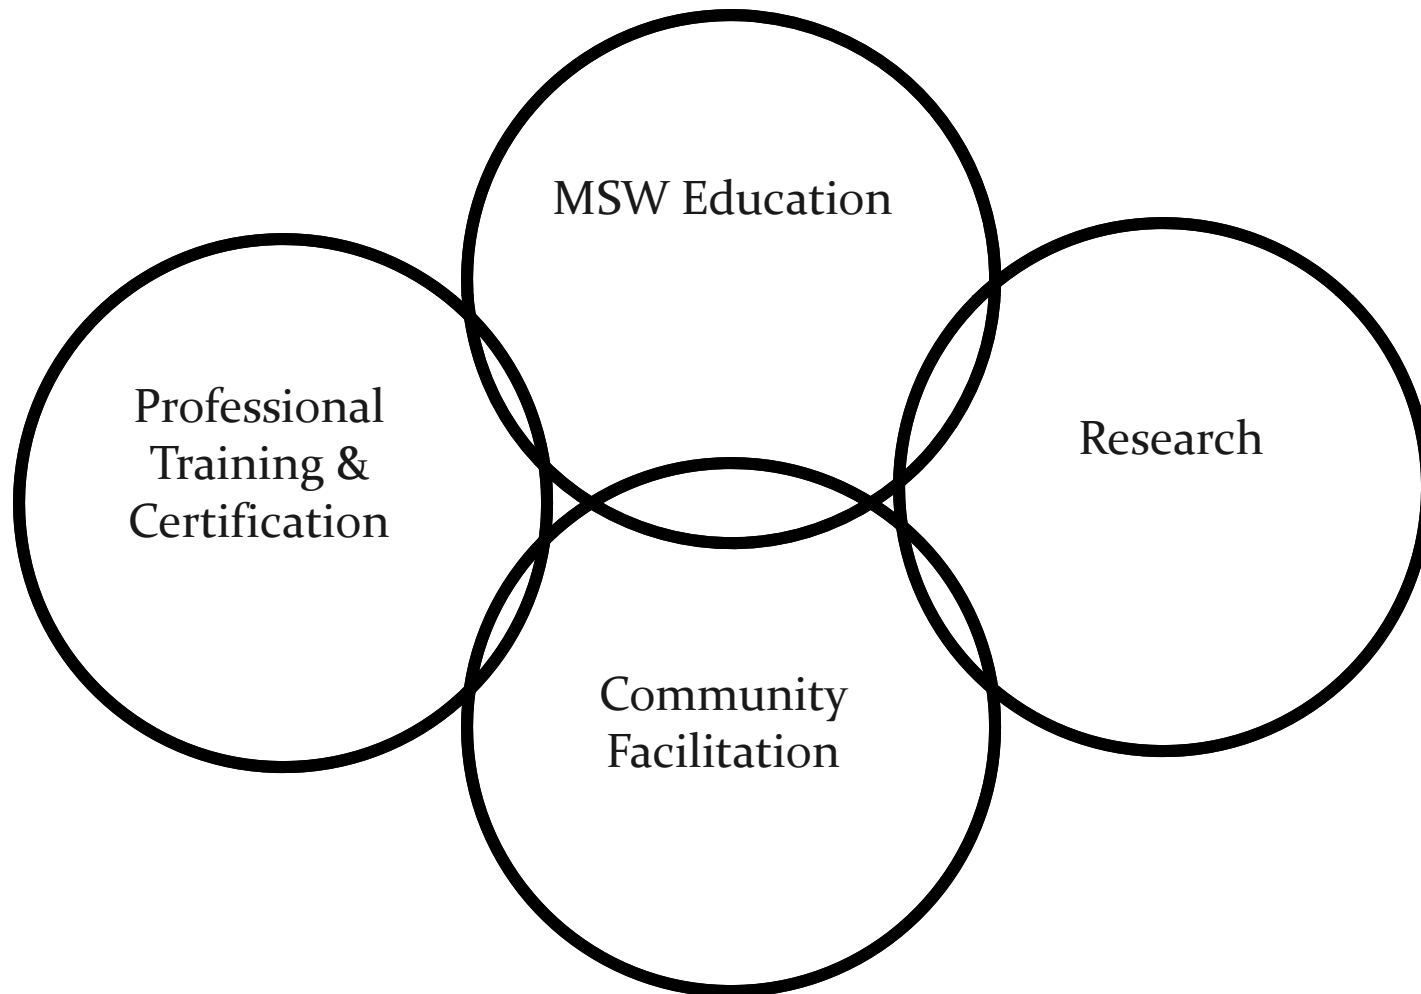 MSW Education
Professional
Training &
Certification
Research
Community
Facilitation